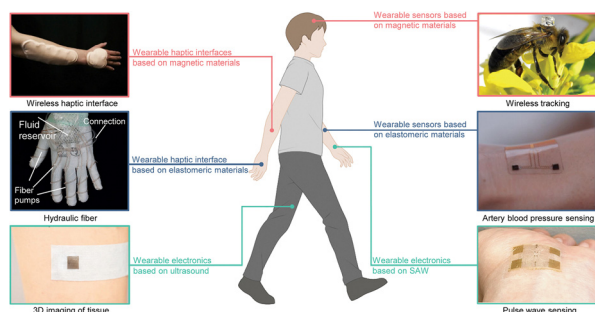 Wearable haptic interfaces
based on magnetic materials
Wireless haptic interface
Fluid
reservoir
Connection
Fiber
pumps
Wearable haptic interface
based on elastomeric materials
Hydraulic fiber
Wearable electronics
based on ultrasound
3D imaging of tissue
Wearable sensors based
on magnetic materials
Wireless tracking
Wearable sensors based
on elastomeric materials
Artery blood pressure sensing
Wearable electronics
based on SAW
Pulse wave sensing